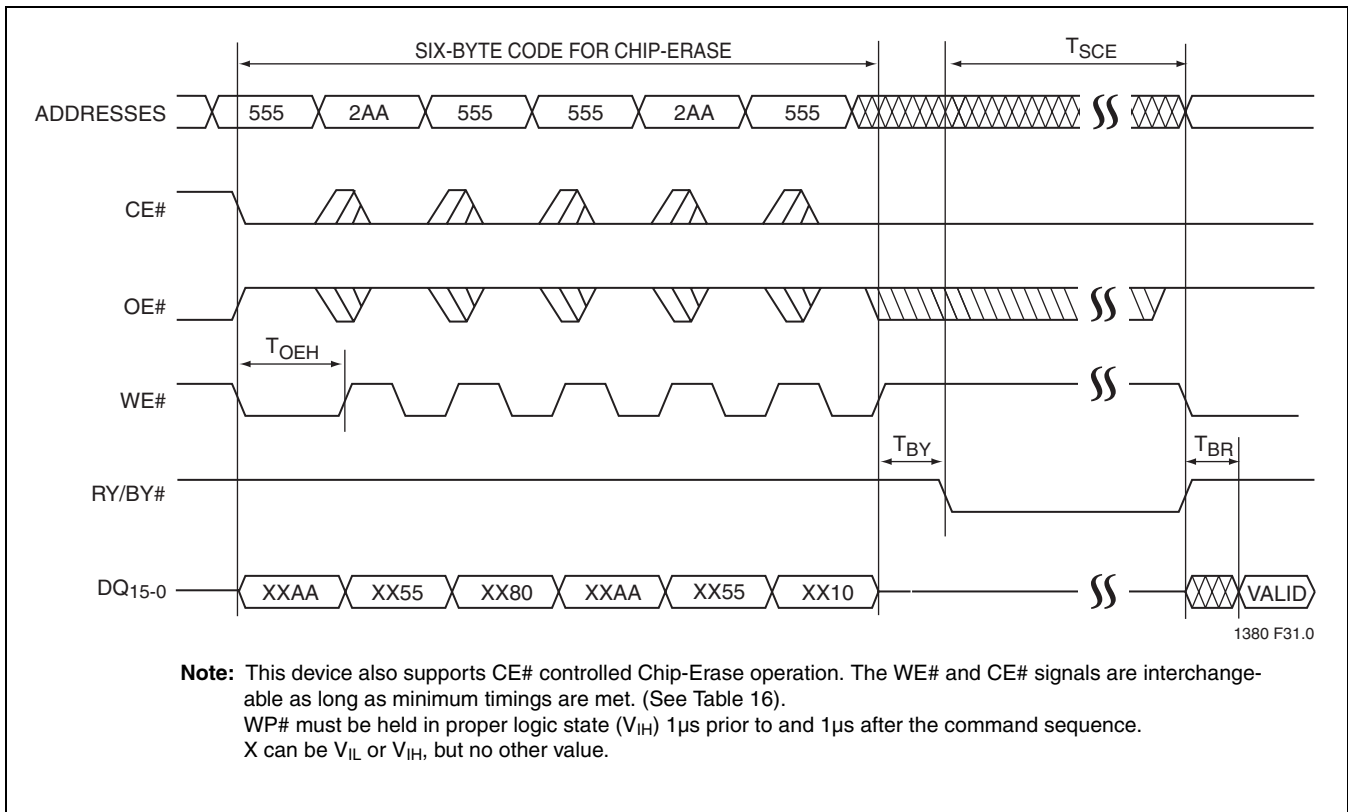 SIX-BYTE CODE FOR CHIP-ERASE TSCE
ADDRESSES 555 2AA 555 555 2AA 555
CE#
OE#
TOEH
WE#
TBY TBR
RY/BY#
DQ15-0 XXAA XX55 XX80 XXAA XX55 XX10 VALID
1380 F31.0
Note: This device also supports CE# controlled Chip-Erase operation. The WE# and CE# signals are interchange-
able as long as minimum timings are met. (See Table 16).
WP# must be held in proper logic state (VIH) 1µs prior to and 1µs after the command sequence.
X can be VIL or VIH, but no other value.